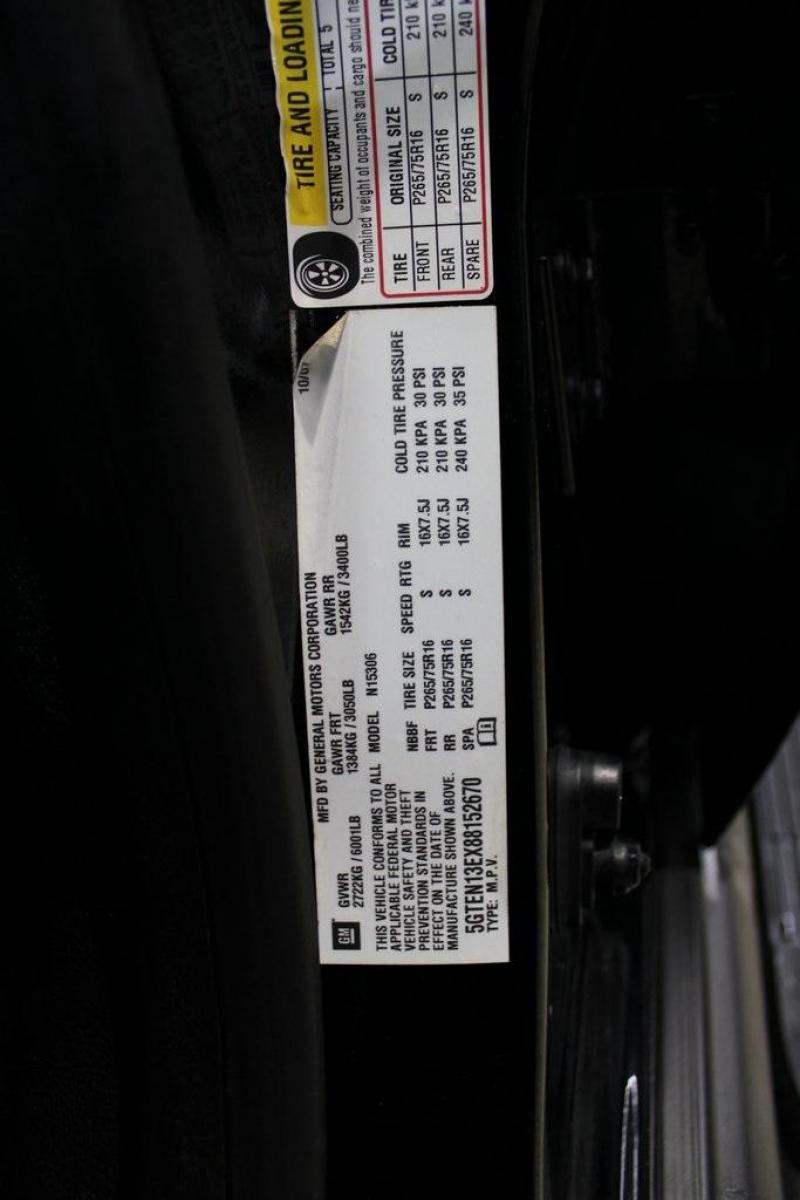 GM
MFD BY GENERAL MOTORS CORPORATION
10/07
GVWR GAWR FRT GAWR RR
2722KG / 6001LB 1384KG / 3050LB 1542KG / 3400LB
THIS VEHICLE CONFORMS TO ALL
APPLICABLE FEDERAL MOTOR
VEHICLE SAFETY AND THEFT
PREVENTION STANDARDS IN
EFFECT ON THE DATE OF
MANUFACTURE SHOWN ABOVE.
5GTEN13EX88152670
TYPE: M.P.V.
MODEL N15306
NBBF TIRE SIZE SPEED RTG RIM COLD TIRE PRESSURE
FRT P265/75R16 S 16X7.5J 210 KPA 30 PSI
RR P265/75R16 S 16X7.5J 210 KPA 30 PSI
SPA P265/75R16 S 16X7.5J 240 KPA 35 PSI
TIRE AND LOADIN
SEATING CAPACITY TOTAL 5
The combined weight of occupants and cargo should ne
TIRE ORIGINAL SIZE COLD TIR
FRONT P265/75R16 S 210 k
REAR P265/75R16 S 210 k
SPARE P265/75R16 S 240 k